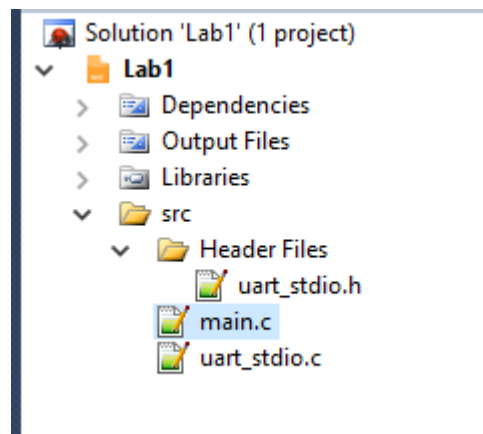 Solution 'Lab1' (1 project)
Lab1
Dependencies
Output Files
Libraries
src
Header Files
uart_stdio.h
main.c
uart_stdio.c